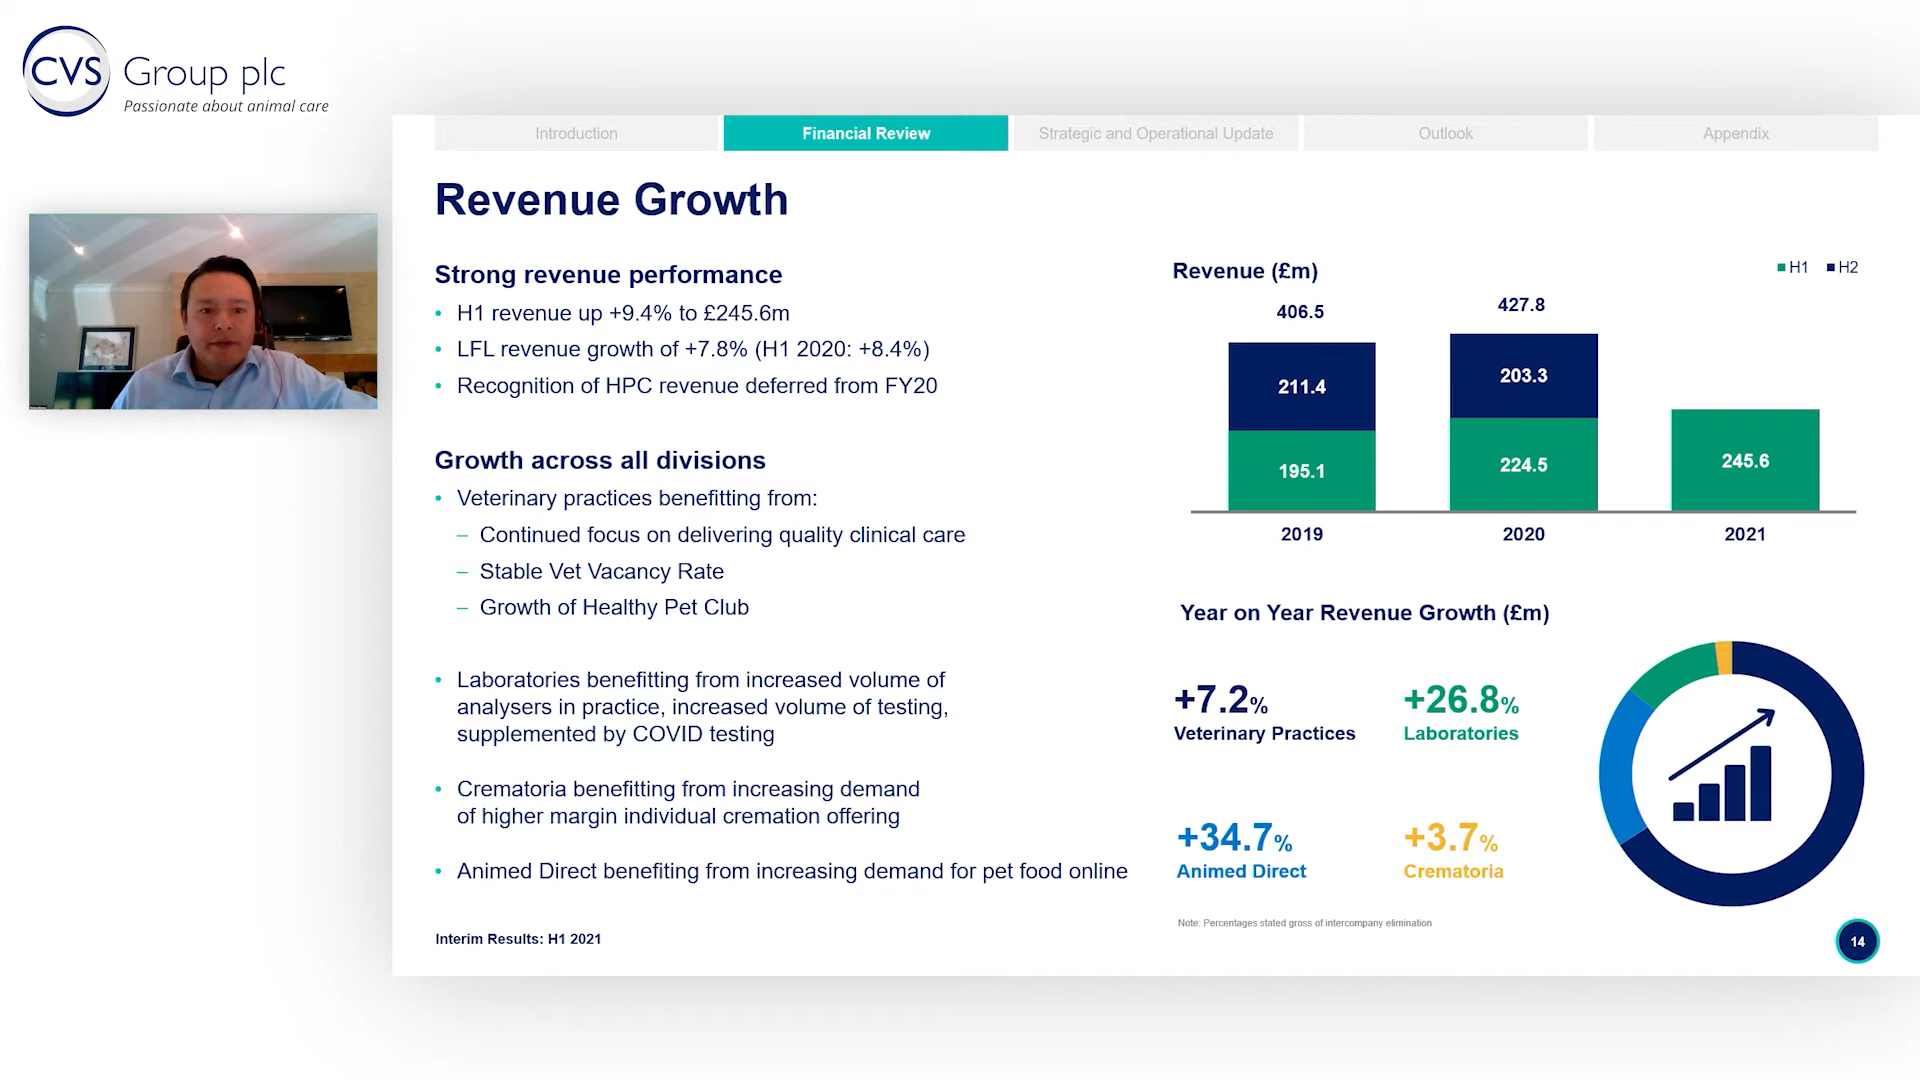 CVS Group plc
Passionate about animal care
Introduction
Financial Review
Strategic and Operational Update
Outlook
Appendix
Revenue Growth
Strong revenue performance
• H1 revenue up +9.4% to £245.6m
• LFL revenue growth of +7.8% (H1 2020: +8.4%)
• Recognition of HPC revenue deferred from FY20
Growth across all divisions
• Veterinary practices benefitting from:
– Continued focus on delivering quality clinical care
– Stable Vet Vacancy Rate
– Growth of Healthy Pet Club
• Laboratories benefitting from increased volume of
analysers in practice, increased volume of testing,
supplemented by COVID testing
• Crematoria benefitting from increasing demand
of higher margin individual cremation offering
• Animed Direct benefiting from increasing demand for pet food online
Interim Results: H1 2021
Revenue (£m)
H1 H2
406.5
427.8
211.4
203.3
195.1
224.5
245.6
2019
2020
2021
Year on Year Revenue Growth (£m)
+7.2%
Veterinary Practices
+26.8%
Laboratories
+34.7%
Animed Direct
+3.7%
Crematoria
Note: Percentages stated gross of intercompany elimination
14